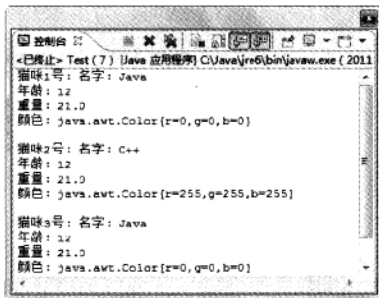 控制台
<已终止> Test (7) [Java 应用程序] C:\Java\jre6\bin\javaw.exe ( 2011
猫咪1号: 名字: Java
年龄: 12
重量: 21.0
颜色: java.awt.Color[r=0,g=0,b=0]
猫咪2号: 名字: C++
年龄: 12
重量: 21.0
颜色: java.awt.Color[r=255,g=255,b=255]
猫咪3号: 名字: Java
年龄: 12
重量: 21.0
颜色: java.awt.Color[r=0,g=0,b=0]